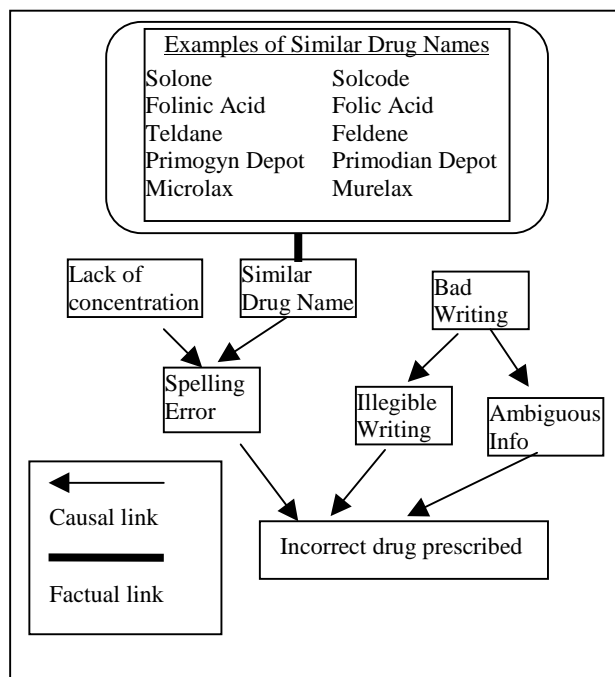 Examples of Similar Drug Names
Solone Solcode
Folinic Acid Folic Acid
Teldane Feldene
Primogyn Depot Primodian Depot
Microlax Murelax
Lack of
concentration
Similar
Drug Name
Bad
Writing
Spelling
Error
Illegible
Writing
Ambiguous
Info
Causal link
Factual link
Incorrect drug prescribed